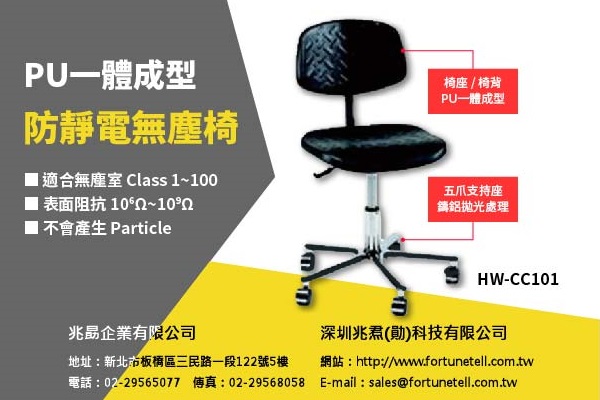 PU一體成型
防靜電無塵椅
■ 適合無塵室 Class 1~100
■ 表面阻抗 10⁶Ω~10⁹Ω
■ 不會產生 Particle
椅座 / 椅背
PU一體成型
五爪支持座
鑄鋁拋光處理
HW-CC101
兆勗企業有限公司
地址：新北市板橋區三民路一段122號5樓
電話：02-29565077 傳真：02-29568058
深圳兆焄(勛)科技有限公司
網站：http://www.fortunetell.com.tw
E-mail：sales@fortunetell.com.tw